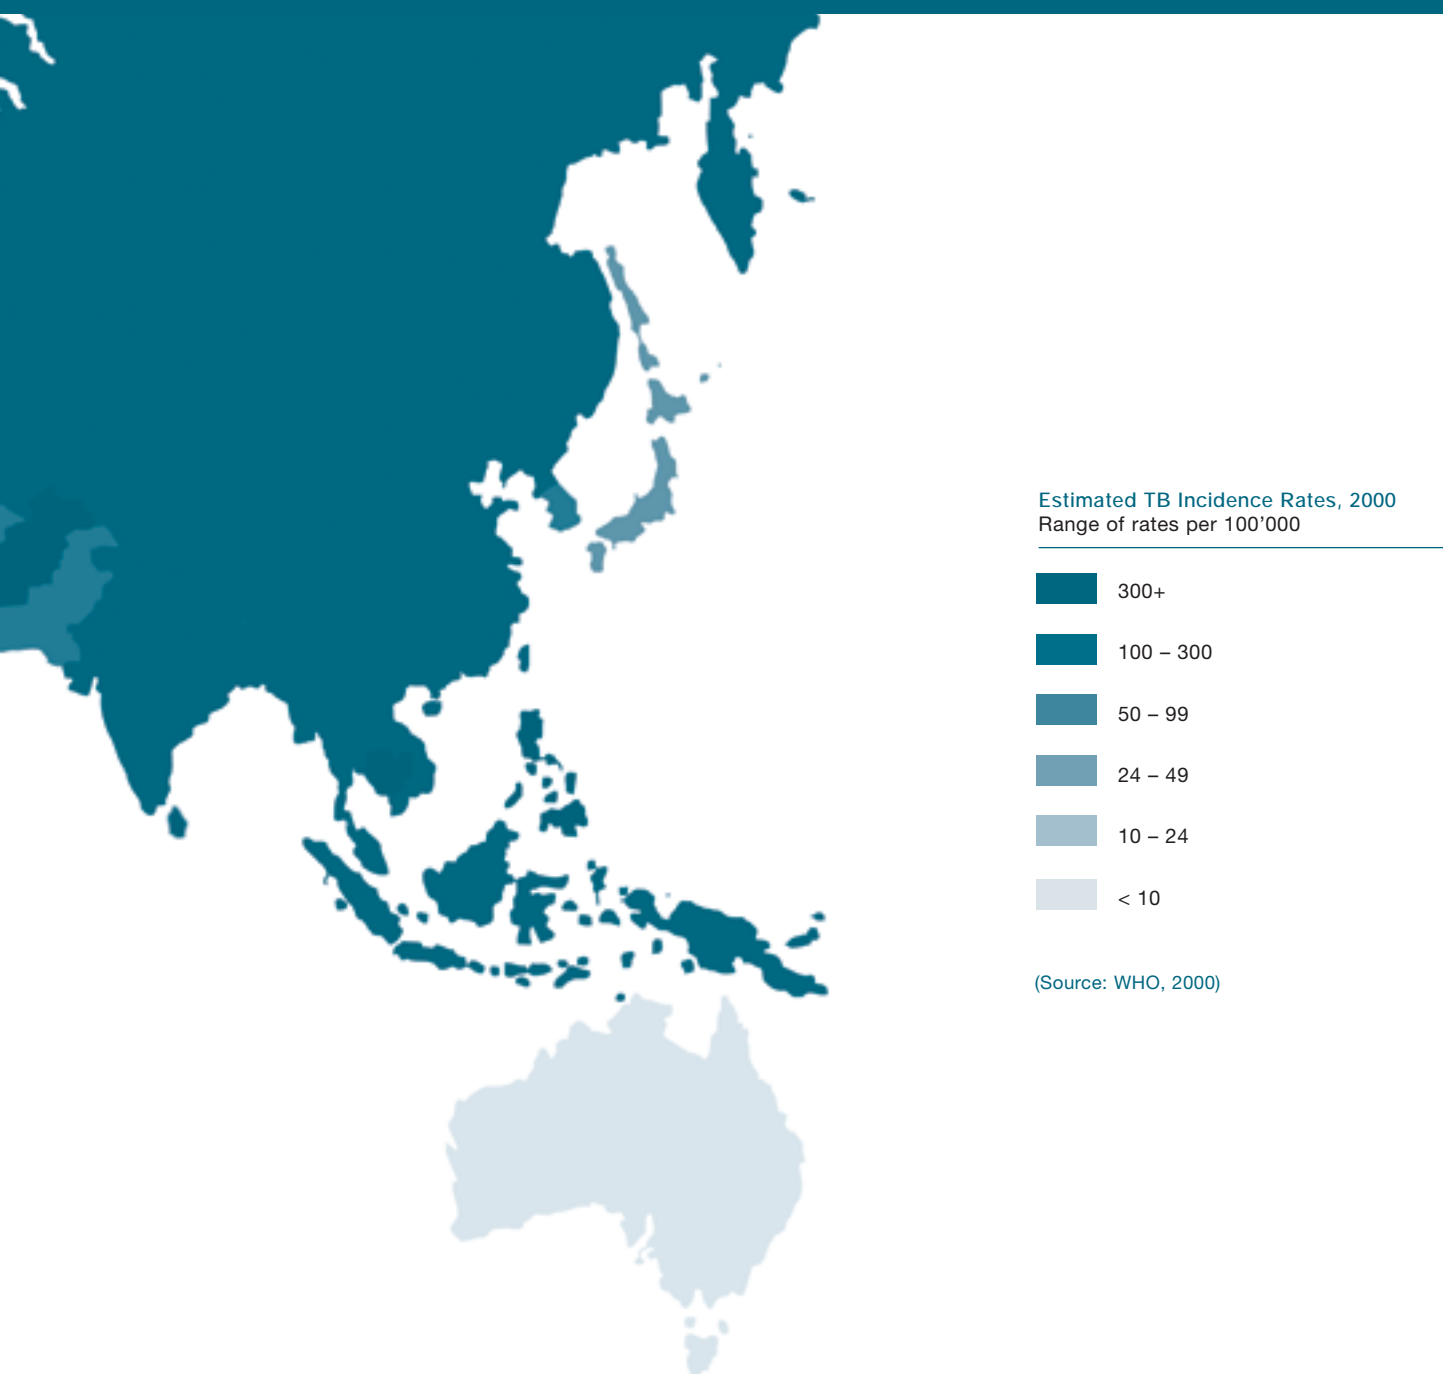 Estimated TB Incidence Rates, 2000
Range of rates per 100’000
300+
100 – 300
50 – 99
24 – 49
10 – 24
< 10
(Source: WHO, 2000)